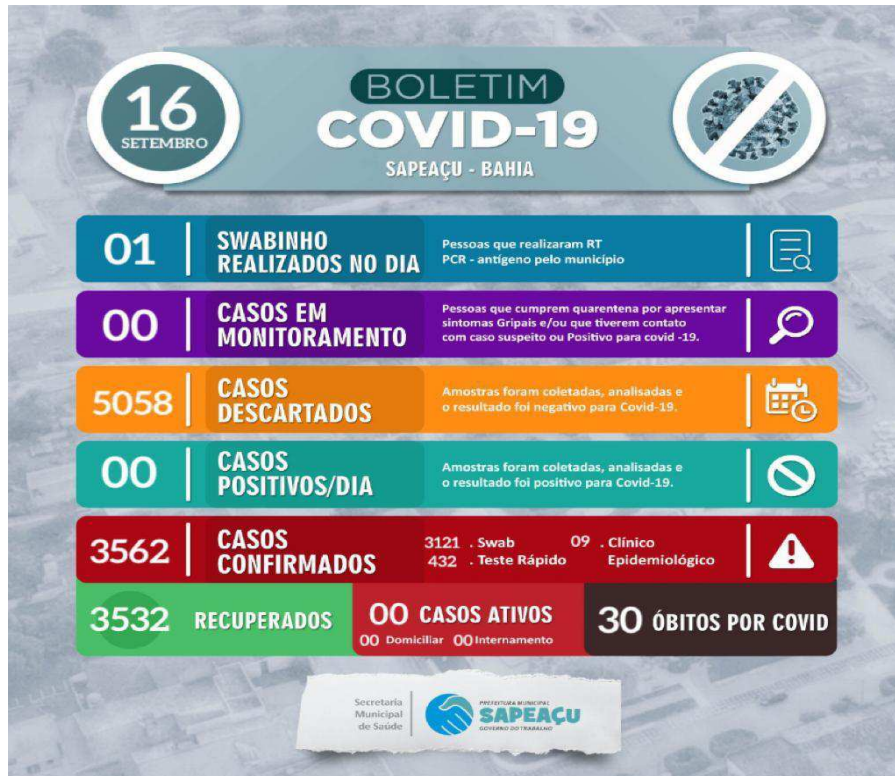 16
SETEMBRO
BOLETIM
COVID-19
SAPEAÇU - BAHIA
01
SWABINHO
REALIZADOS NO DIA
Pessoas que realizaram RT
PCR - antígeno pelo município
00
CASOS EM
MONITORAMENTO
Pessoas que cumprem quarentena por apresentar
sintomas Gripais e/ou que tiverem contato
com caso suspeito ou Positivo para covid -19.
5058
CASOS
DESCARTADOS
Amostras foram coletadas, analisadas e
o resultado foi negativo para Covid-19.
00
CASOS
POSITIVOS/DIA
Amostras foram coletadas, analisadas e
o resultado foi positivo para Covid-19.
3562
CASOS
CONFIRMADOS
3121 . Swab 09 . Clínico
432 . Teste Rápido Epidemiológico
3532 RECUPERADOS
00 CASOS ATIVOS
00 Domiciliar 00 Internamento
30 ÓBITOS POR COVID
Secretaria
Municipal
de Saúde
PREFEITURA MUNICIPAL
SAPEAÇU
GOVERNO DO TRABALHO